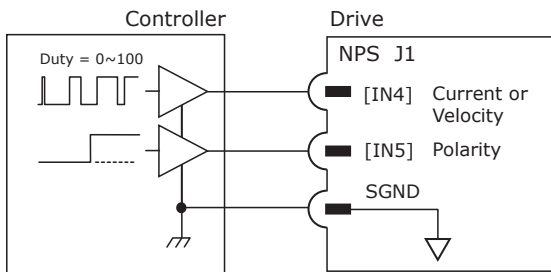 Controller
Drive
NPS J1
Duty = 0~100
[IN4] Current or
Velocity
[IN5] Polarity
SGND